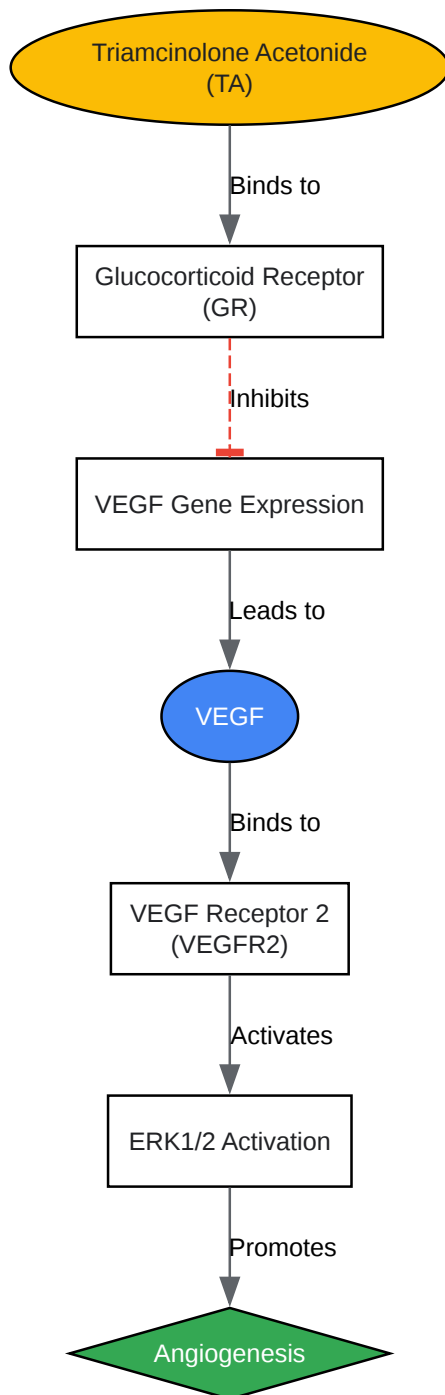 Triamcinolone Acetonide
(TA)
Binds to
Glucocorticoid Receptor
(GR)
Inhibits
VEGF Gene Expression
Leads to
VEGF
Binds to
VEGF Receptor 2
(VEGFR2)
Activates
ERK1/2 Activation
Promotes
Angiogenesis